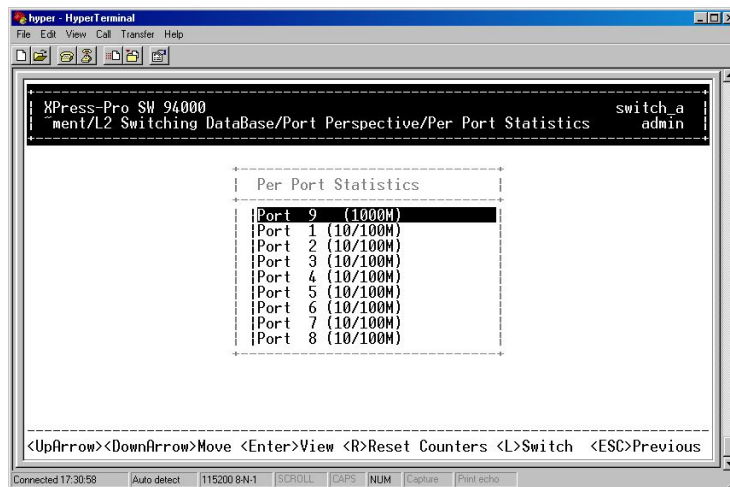 hyper - HyperTerminal
File Edit View Call Transfer Help
XPress-Pro SW 94000 switch_a
~ment/L2 Switching DataBase/Port Perspective/Per Port Statistics admin
Per Port Statistics
Port 9 (1000M)
Port 1 (10/100M)
Port 2 (10/100M)
Port 3 (10/100M)
Port 4 (10/100M)
Port 5 (10/100M)
Port 6 (10/100M)
Port 7 (10/100M)
Port 8 (10/100M)
<UpArrow><DownArrow>Move <Enter>View <R>Reset Counters <L>Switch <ESC>Previous
Connected 17:30:58 Auto detect 115200 8-N-1 SCROLL CAPS NUM Capture Print echo